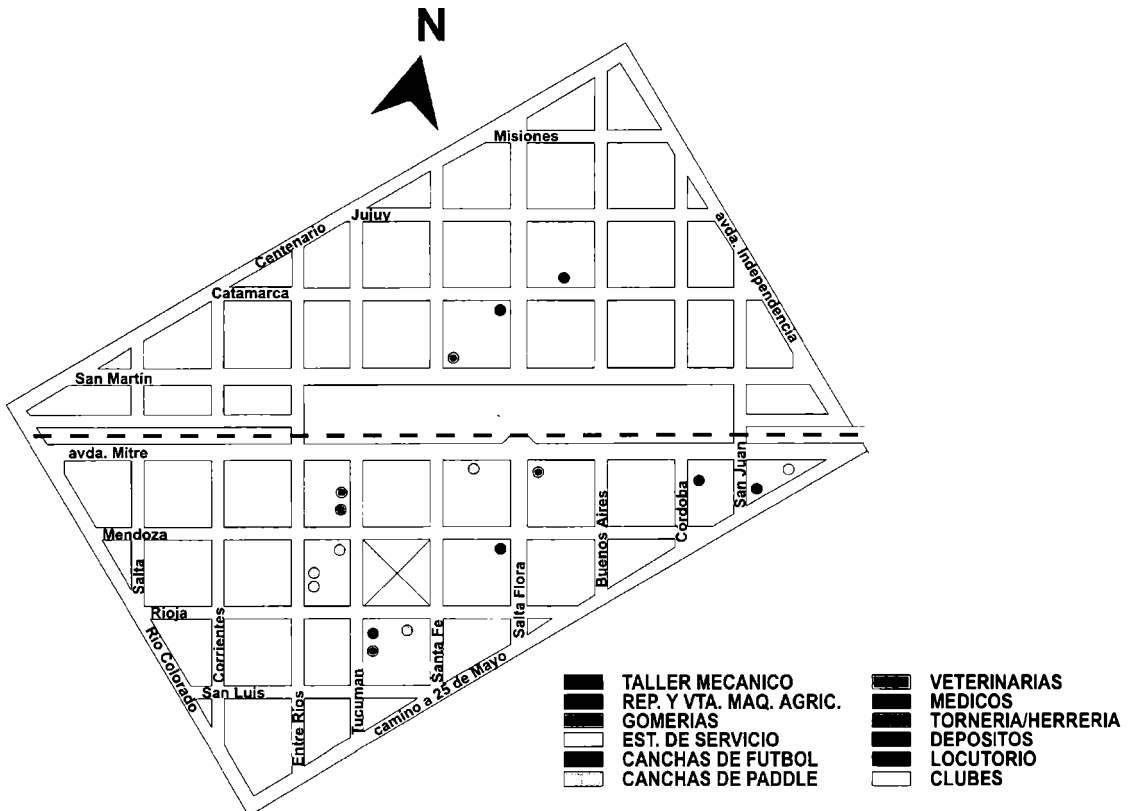 N
Misiones
Jujuy
Centenario
Catamarca
avda. Independencia
San Martín
avda. Mitre
San Juan
Cordoba
Buenos Aires
Mendoza
Salta
Salta Flora
Rioja
Rio Colorado
Corrientes
Santa Fe
San Luis
Tucuman
Entre Rios
camino a 25 de Mayo
TALLER MECANICO
REP. Y VTA. MAQ. AGRIC.
GOMERIAS
EST. DE SERVICIO
CANCHAS DE FUTBOL
CANCHAS DE PADDLE
VETERINARIAS
MEDICOS
TORNERIA/HERRERIA
DEPOSITOS
LOCUTORIO
CLUBES